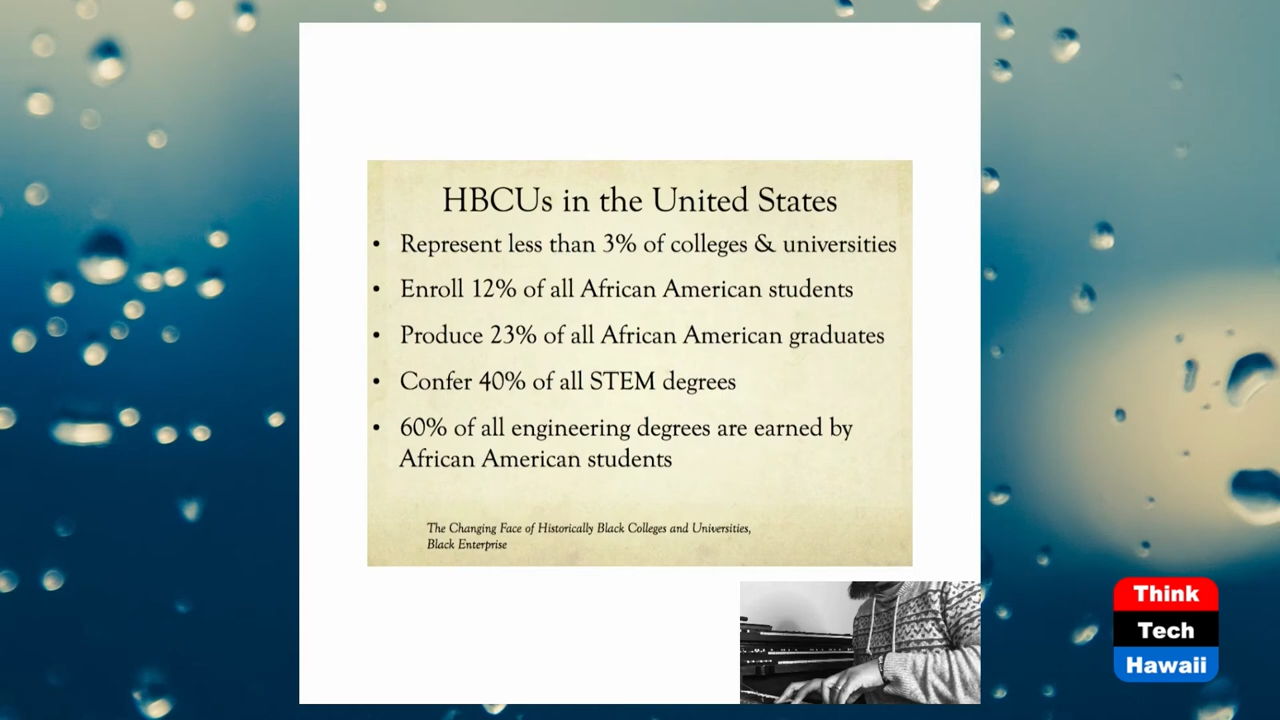 HBCUs in the United States
• Represent less than 3% of colleges & universities
• Enroll 12% of all African American students
• Produce 23% of all African American graduates
• Confer 40% of all STEM degrees
• 60% of all engineering degrees are earned by
African American students
The Changing Face of Historically Black Colleges and Universities,
Black Enterprise
Think
Tech
Hawaii